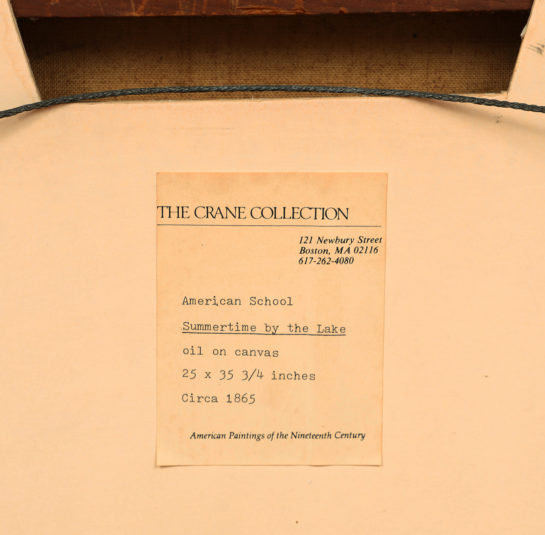 THE CRANE COLLECTION
121 Newbury Street
Boston, MA 02116
617-262-4080
American School
Summertime by the Lake
oil on canvas
25 x 35 3/4 inches
Circa 1865
American Paintings of the Nineteenth Century